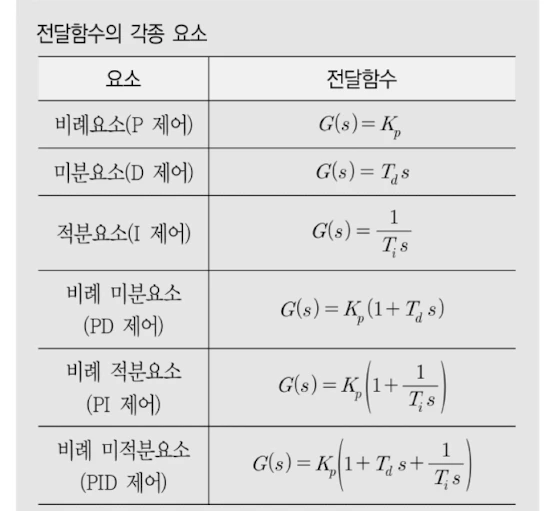 전달함수의 각종 요소
요소 전달함수
비례요소(P 제어) G(s)=K_p
미분요소(D 제어) G(s)=T_d s
적분요소(I 제어) G(s)=1/(T_i s)
비례 미분요소
(PD 제어) G(s)=K_p(1+T_d s)
비례 적분요소
(PI 제어) G(s)=K_p(1+1/(T_i s))
비례 미적분요소
(PID 제어) G(s)=K_p(1+T_d s+1/(T_i s))